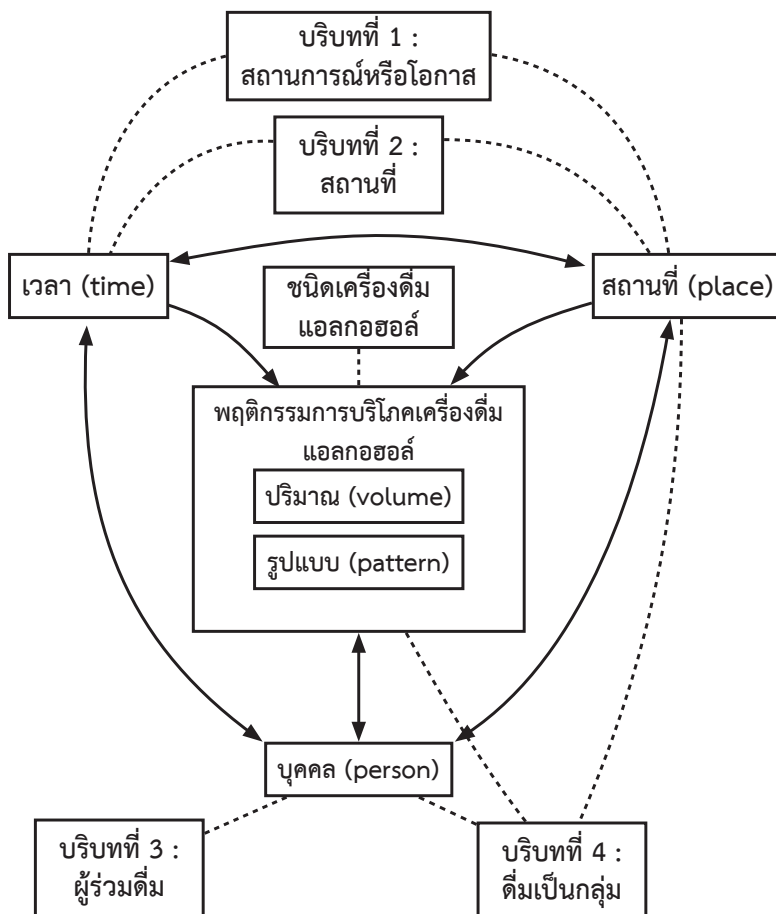 บริบทที่ 1 :
สถานการณ์หรือโอกาส
บริบทที่ 2 :
สถานที่
เวลา (time)
สถานที่ (place)
ชนิดเครื่องดื่ม
แอลกอฮอล์
พฤติกรรมการบริโภคเครื่องดื่ม
แอลกอฮอล์
ปริมาณ (volume)
รูปแบบ (pattern)
บุคคล (person)
บริบทที่ 3 :
ผู้ร่วมดื่ม
บริบทที่ 4 :
ดื่มเป็นกลุ่ม